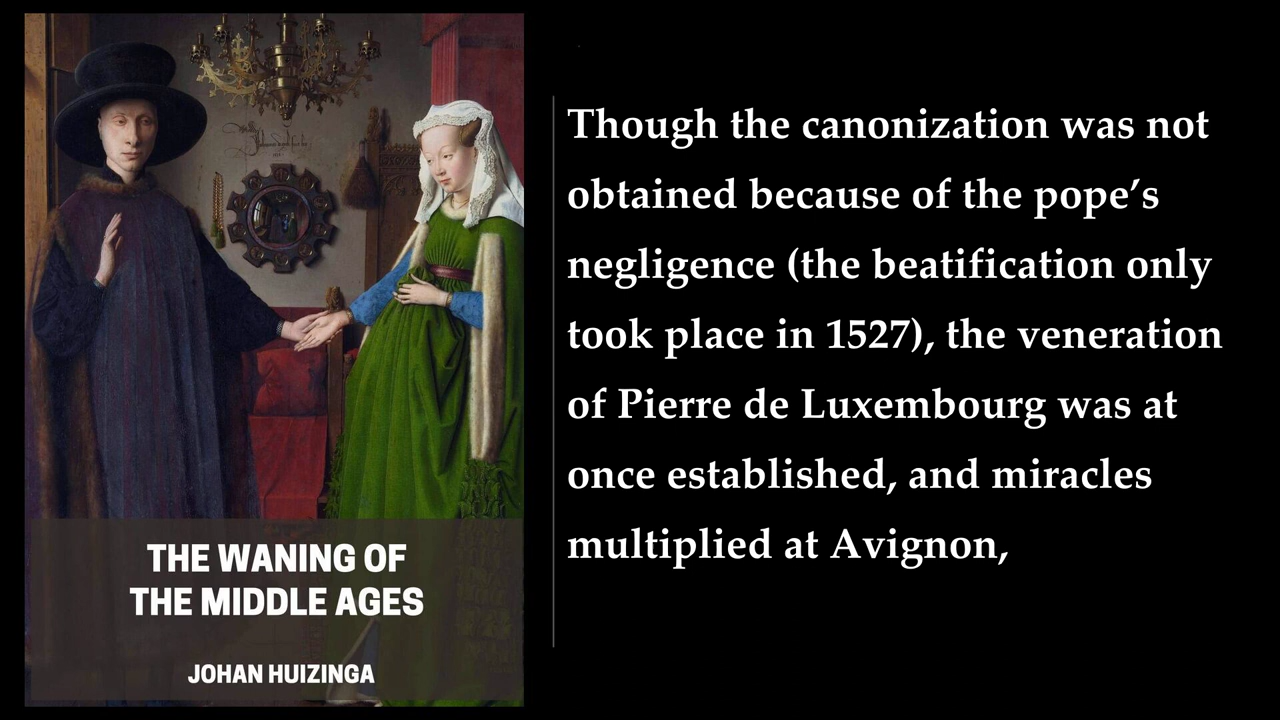 THE WANING OF
THE MIDDLE AGES
JOHAN HUIZINGA
Though the canonization was not
obtained because of the pope’s
negligence (the beatification only
took place in 1527), the veneration
of Pierre de Luxembourg was at
once established, and miracles
multiplied at Avignon,